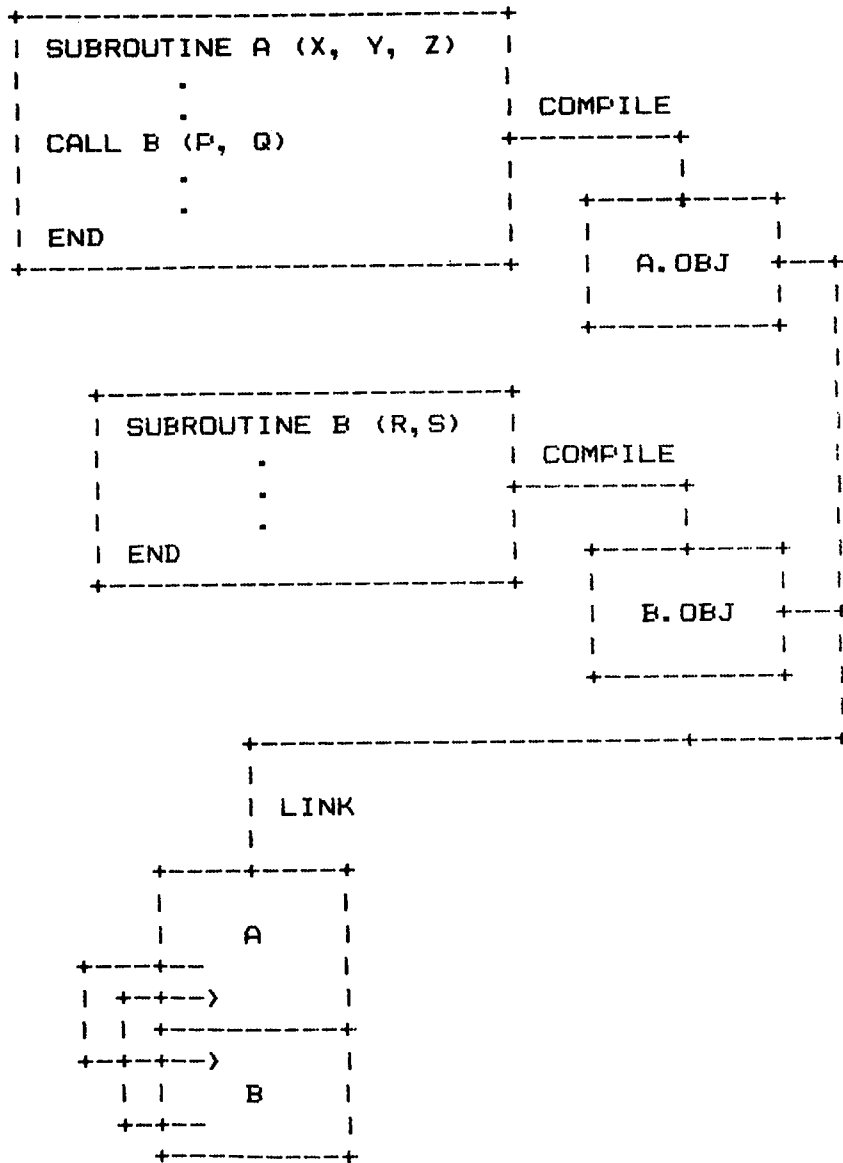 SUBROUTINE A (X, Y, Z)
.
.
CALL B (P, Q)
.
.
END
COMPILE
A.OBJ
SUBROUTINE B (R,S)
.
.
.
END
COMPILE
B.OBJ
LINK
A
B